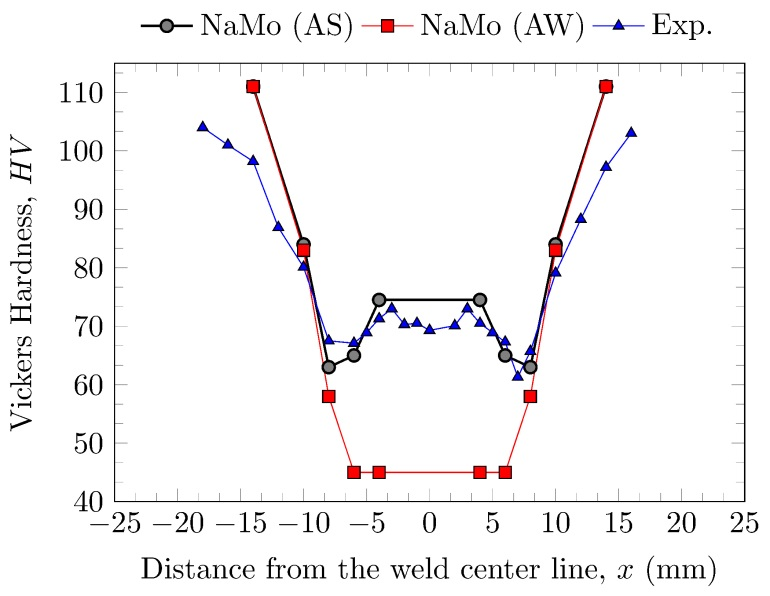 NaMo (AS) NaMo (AW) Exp.
110
100
90
80
70
60
50
40
Vickers Hardness, HV
−25 −20 −15 −10 −5 0 5 10 15 20 25
Distance from the weld center line, x (mm)